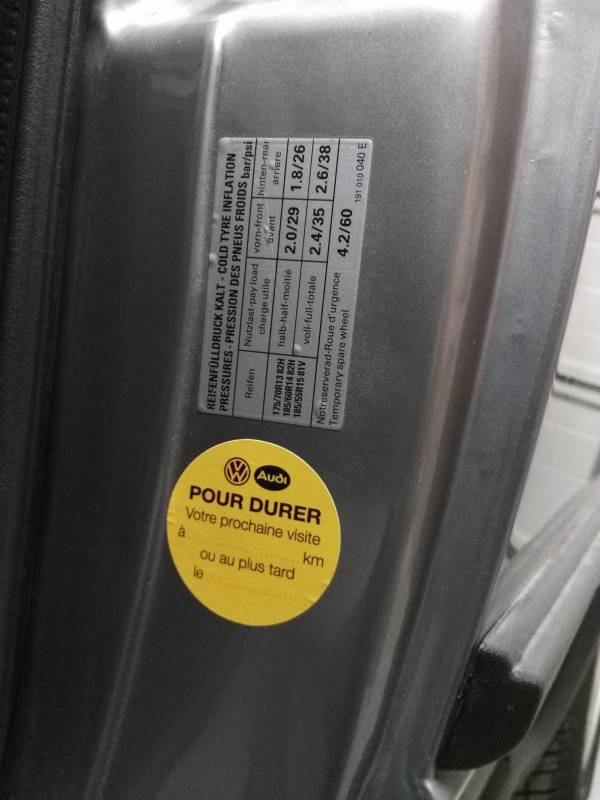 REIFENFÜLLDRUCK KALT - COLD TYRE INFLATION
PRESSURES - PRESSION DES PNEUS FROIDS bar/psi
Reifen Nutzlast-pay load vorn-front hinten-rear
charge utile avant arrière
175/70R13 82H halb-half-moitié 2.0/29 1.8/26
185/60R14 82H
185/55R15 81V voll-full-totale 2.4/35 2.6/38
Notreserverad-Roue d'urgence 4.2/60
Temporary spare wheel
191 010 040 E
VW Audi
POUR DURER
Votre prochaine visite
à .................... km
ou au plus tard
le ....................